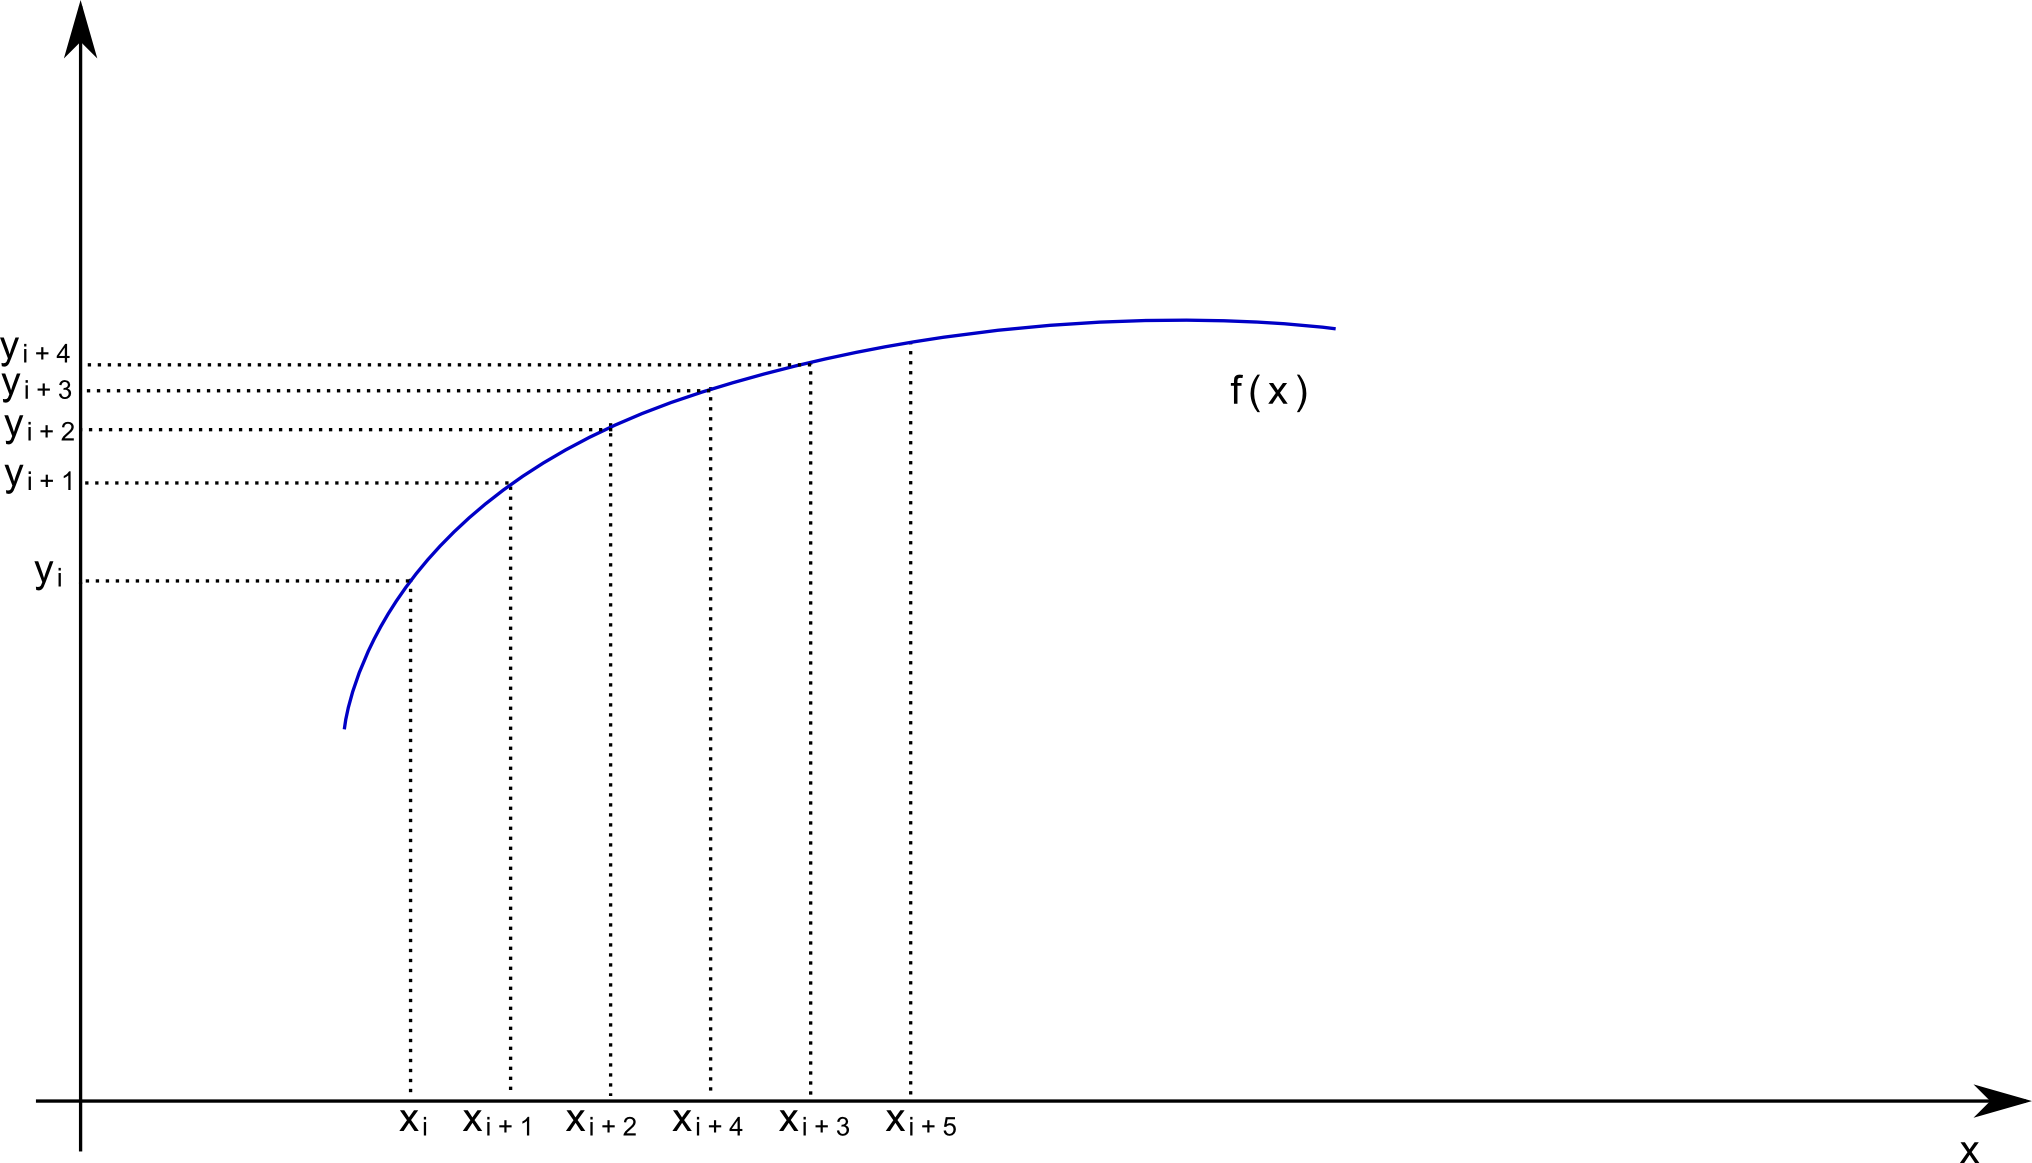 y i + 4
y i + 3
f(x)
y i + 2
y i + 1
y i
x i x i + 1 x i + 2 x i + 4 x i + 3 x i + 5
x